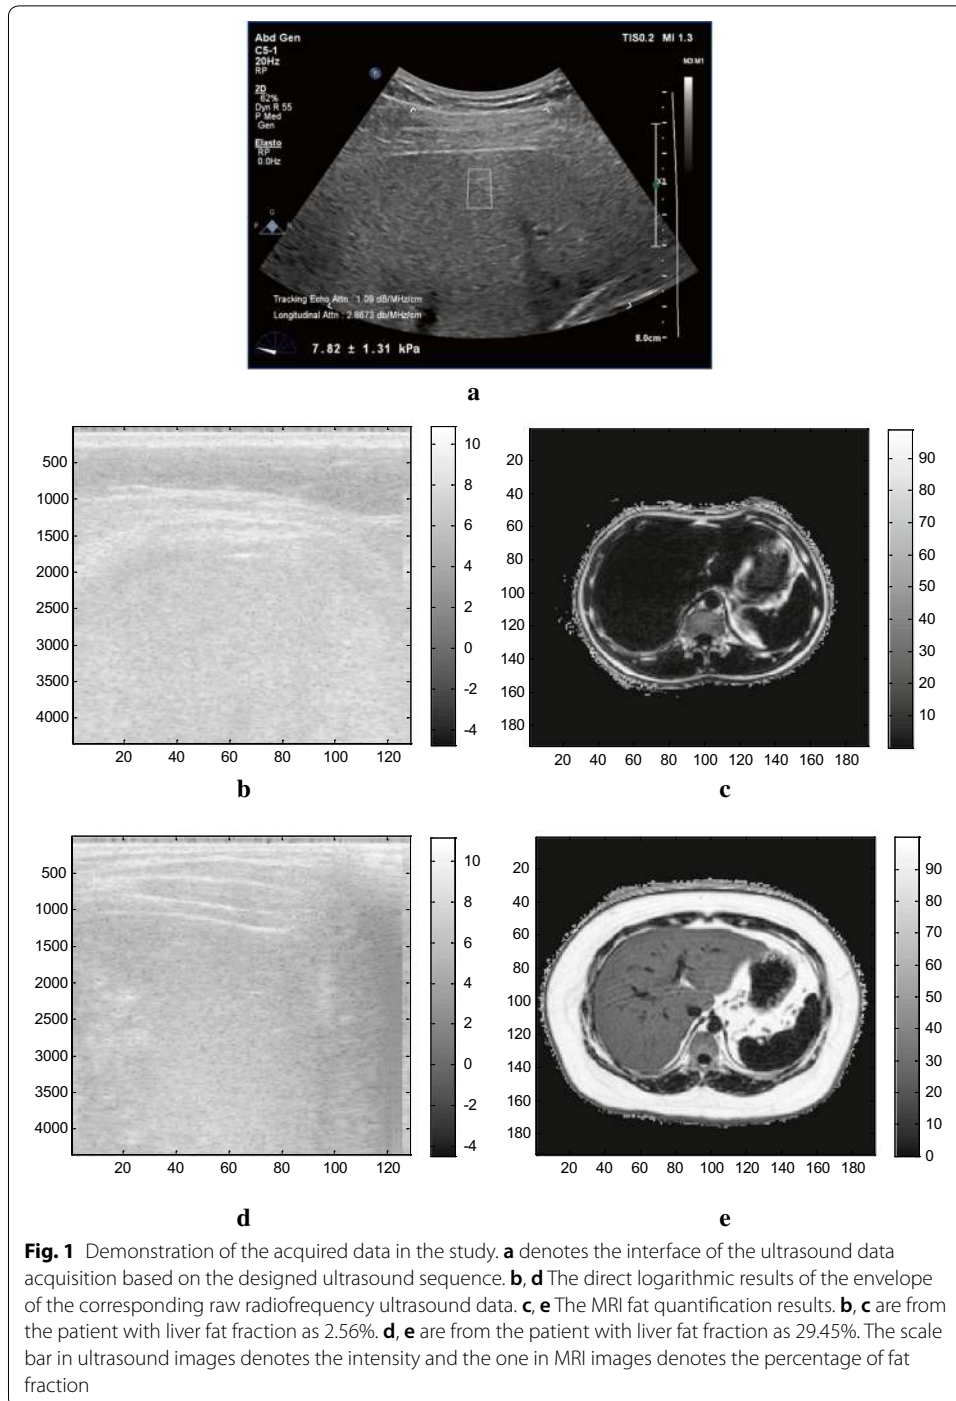 Abd Gen
C5-1
20Hz
RP
2D
62%
Dyn R 55
P Med
Gen
Elasto
RP
0.0Hz
TIS0.2 MI 1.3
M3 M1
X3
Tracking Echo Attn : 1.09 dB/MHz/cm
Longitudinal Attn : 2.8673 db/MHz/cm
7.82 ± 1.31 kPa
8.0cm
a
500
1000
1500
2000
2500
3000
3500
4000
20 40 60 80 100 120
10
8
6
4
2
0
-2
-4
b
20
40
60
80
100
120
140
160
180
20 40 60 80 100 120 140 160 180
90
80
70
60
50
40
30
20
10
c
500
1000
1500
2000
2500
3000
3500
4000
20 40 60 80 100 120
10
8
6
4
2
0
-2
-4
d
20
40
60
80
100
120
140
160
180
20 40 60 80 100 120 140 160 180
90
80
70
60
50
40
30
20
10
0
e
Fig. 1 Demonstration of the acquired data in the study. a denotes the interface of the ultrasound data
acquisition based on the designed ultrasound sequence. b, d The direct logarithmic results of the envelope
of the corresponding raw radiofrequency ultrasound data. c, e The MRI fat quantification results. b, c are from
the patient with liver fat fraction as 2.56%. d, e are from the patient with liver fat fraction as 29.45%. The scale
bar in ultrasound images denotes the intensity and the one in MRI images denotes the percentage of fat
fraction